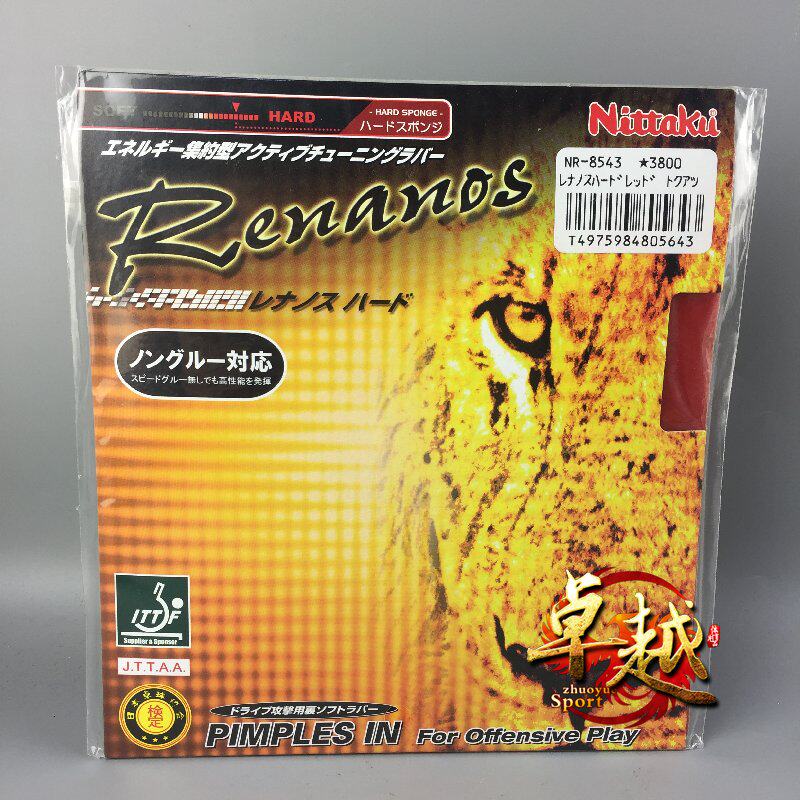 SOFT HARD
- HARD SPONGE -
ハードスポンジ
Nittaku
エネルギー集約型アクティブチューニングラバー
NR-8543 ★3800
レナノスハード レッド トクアツ
T4975984805643
Renanos
HARD レナノス ハード
ノングルー対応
スピードグルー無しでも高性能を発揮
ITTF
Supplier & Sponsor
J.T.T.A.A.
検定
ドライブ攻撃用裏ソフトラバー
PIMPLES IN For Offensive Play
卓越
zhuoyu
Sport